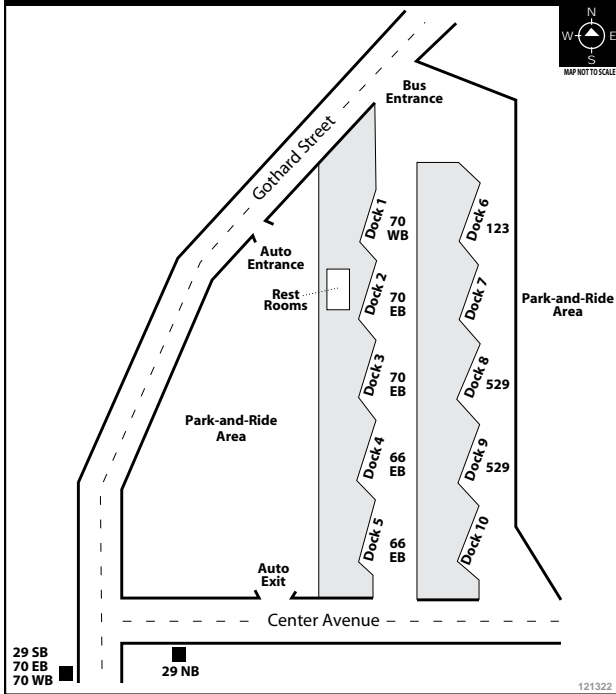 N
W E
S
MAP NOT TO SCALE
Bus
Entrance
Gothard Street
Auto
Entrance
Rest
Rooms
Dock 1
70
WB
Dock 2
70
EB
Dock 3
70
EB
Dock 4
66
EB
Dock 5
66
EB
Dock 6
123
Dock 7
Dock 8
529
Dock 9
529
Dock 10
Park-and-Ride
Area
Park-and-Ride
Area
Auto
Exit
Center Avenue
29 SB
70 EB
70 WB
29 NB
121322